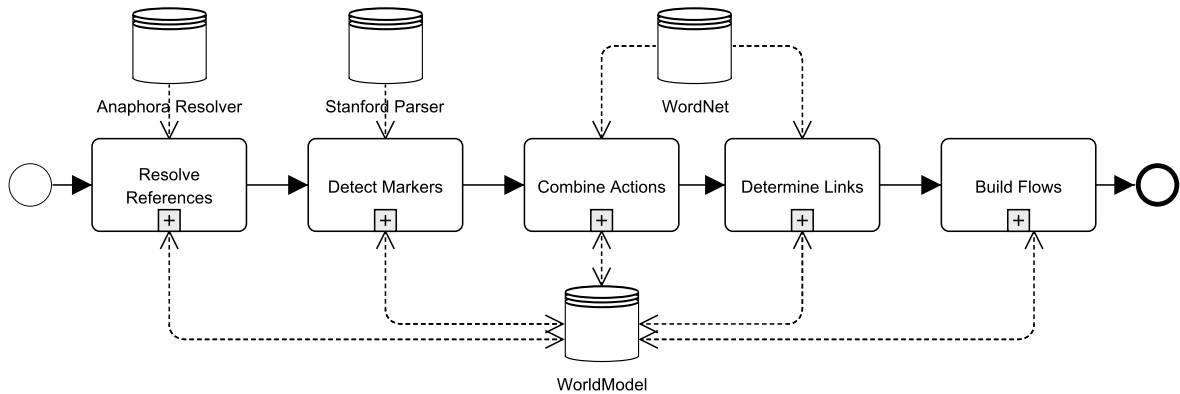 Anaphora Resolver
Stanford Parser
WordNet
Resolve
References
Detect Markers
Combine Actions
Determine Links
Build Flows
WorldModel